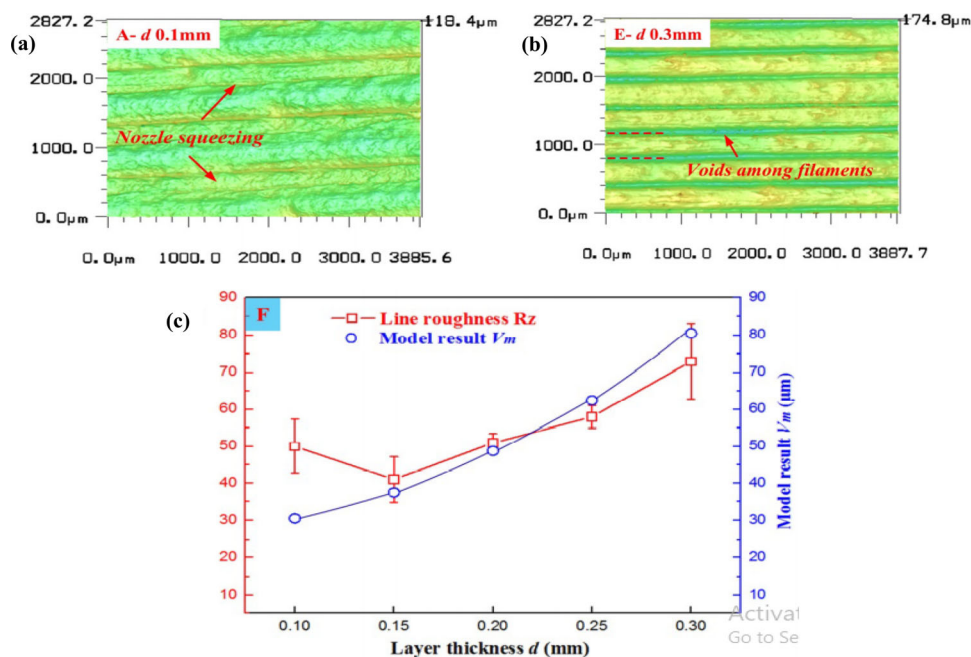 (a)
2827.2
A- d 0.1mm
118.4μm
2000.0
Nozzle squeezing
1000.0
0.0μm
0.0μm 1000.0 2000.0 3000.0 3885.6
(b)
2827.2
E- d 0.3mm
174.8μm
2000.0
1000.0
Voids among filaments
0.0μm
0.0μm 1000.0 2000.0 3000.0 3887.7
(c)
F
Line roughness Rz
Model result Vm
90
80
70
60
50
40
30
20
10
90
80
70
60
50
40
30
20
10
Model result Vm (μm)
0.10 0.15 0.20 0.25 0.30
Layer thickness d (mm)
Activat
Go to Se